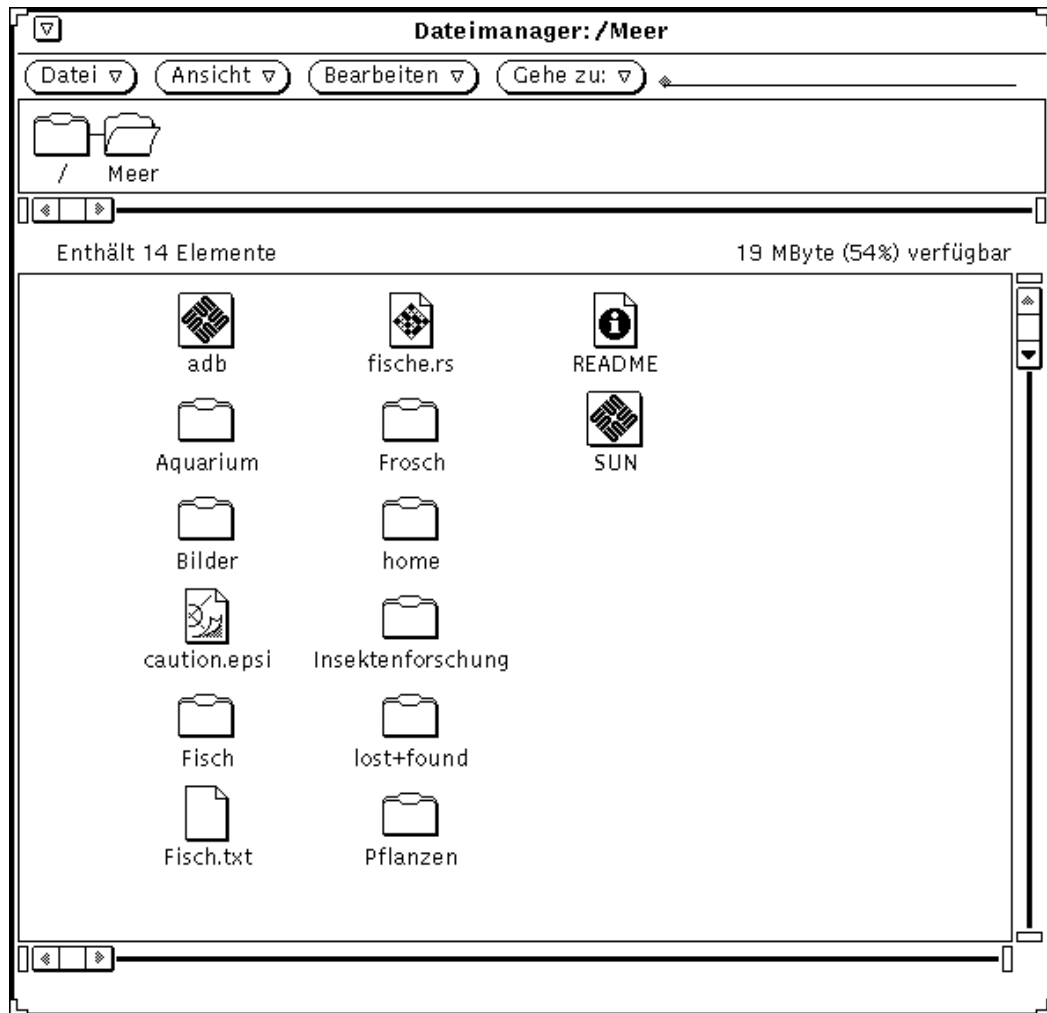 Dateimanager: /Meer
Datei Ansicht Bearbeiten Gehe zu:
/ Meer
Enthält 14 Elemente 19 MByte (54%) verfügbar
adb fische.rs README
Aquarium Frosch SUN
Bilder home
caution.epsi Insektenforschung
Fisch lost+found
Fisch.txt Pflanzen